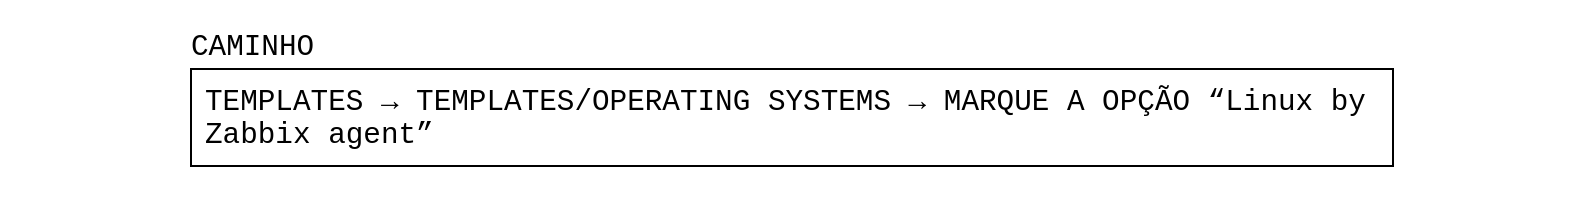 CAMINHO
TEMPLATES → TEMPLATES/OPERATING SYSTEMS → MARQUE A OPÇÃO “Linux by
Zabbix agent”